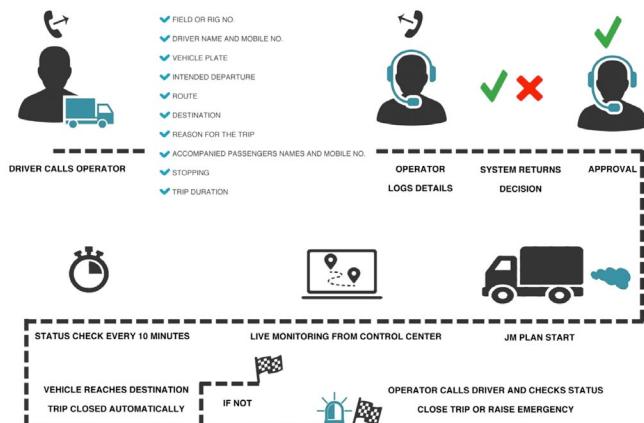 FIELD OR RIG NO.
DRIVER NAME AND MOBILE NO.
VEHICLE PLATE
INTENDED DEPARTURE
ROUTE
DESTINATION
REASON FOR THE TRIP
ACCOMPANIED PASSENGERS NAMES AND MOBILE NO.
STOPPING
TRIP DURATION
DRIVER CALLS OPERATOR
OPERATOR
LOGS DETAILS
SYSTEM RETURNS
DECISION
APPROVAL
STATUS CHECK EVERY 10 MINUTES
LIVE MONITORING FROM CONTROL CENTER
JM PLAN START
VEHICLE REACHES DESTINATION
TRIP CLOSED AUTOMATICALLY
IF NOT
OPERATOR CALLS DRIVER AND CHECKS STATUS
CLOSE TRIP OR RAISE EMERGENCY